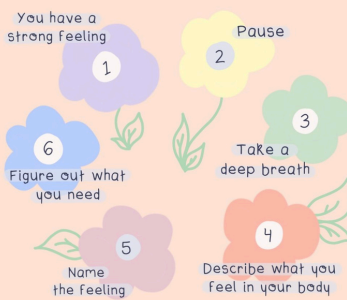 You have a
strong feeling
1
2
Pause
3
Take a
deep breath
4
Describe what you
feel in your body
5
Name
the feeling
6
Figure out what
you need